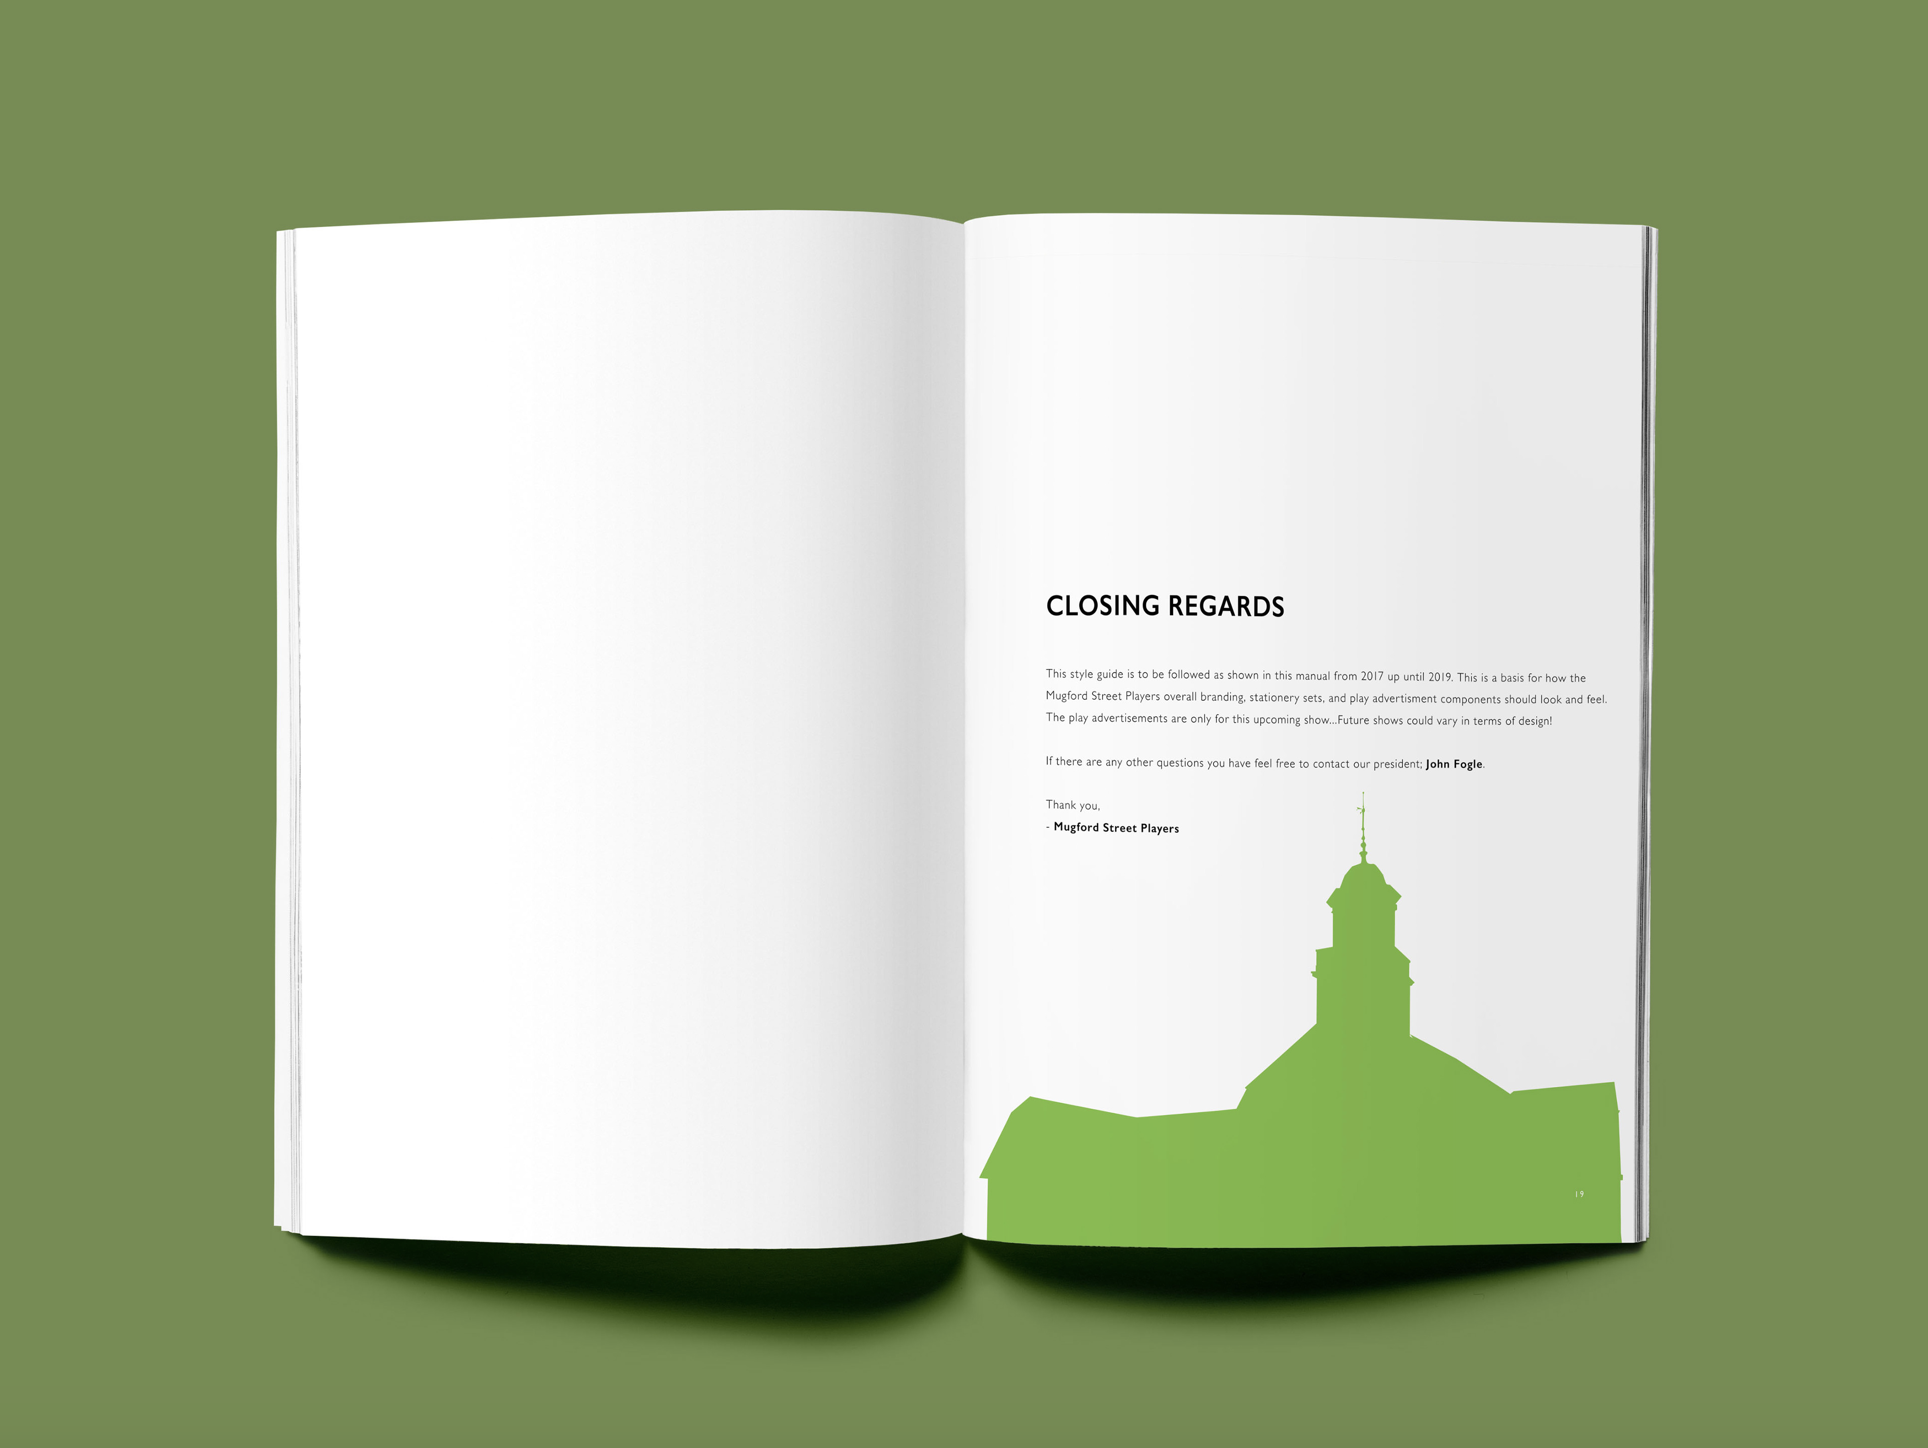 CLOSING REGARDS
This style guide is to be followed as shown in this manual from 2017 up until 2019. This is a basis for how the
Mugford Street Players overall branding, stationery sets, and play advertisment components should look and feel.
The play advertisements are only for this upcoming show...Future shows could vary in terms of design!
If there are any other questions you have feel free to contact our president; John Fogle.
Thank you,
- Mugford Street Players
19